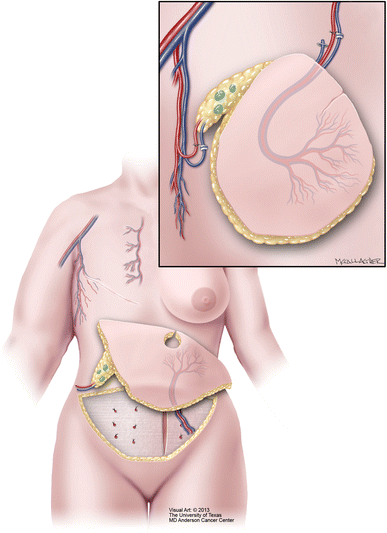 Visual Art: © 2013
The University of Texas
MD Anderson Cancer Center